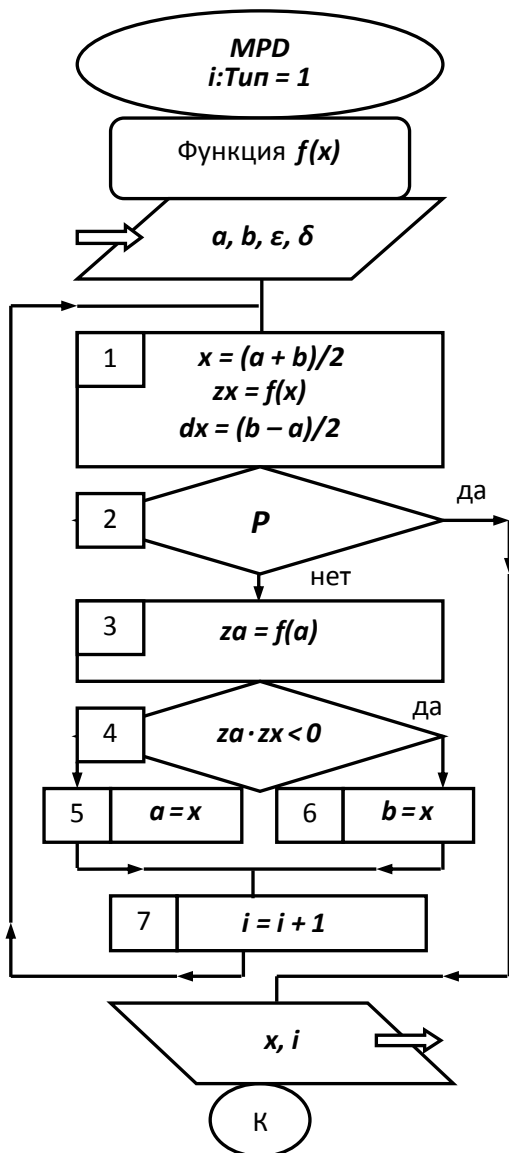 MPD
i:Тип = 1
Функция f(x)
a, b, ε, δ
1
x = (a + b)/2
zx = f(x)
dx = (b – a)/2
2
P
да
нет
3
za = f(a)
4
za·zx<0
да
5
a=x
6
b=x
7
i = i + 1
x, i
К